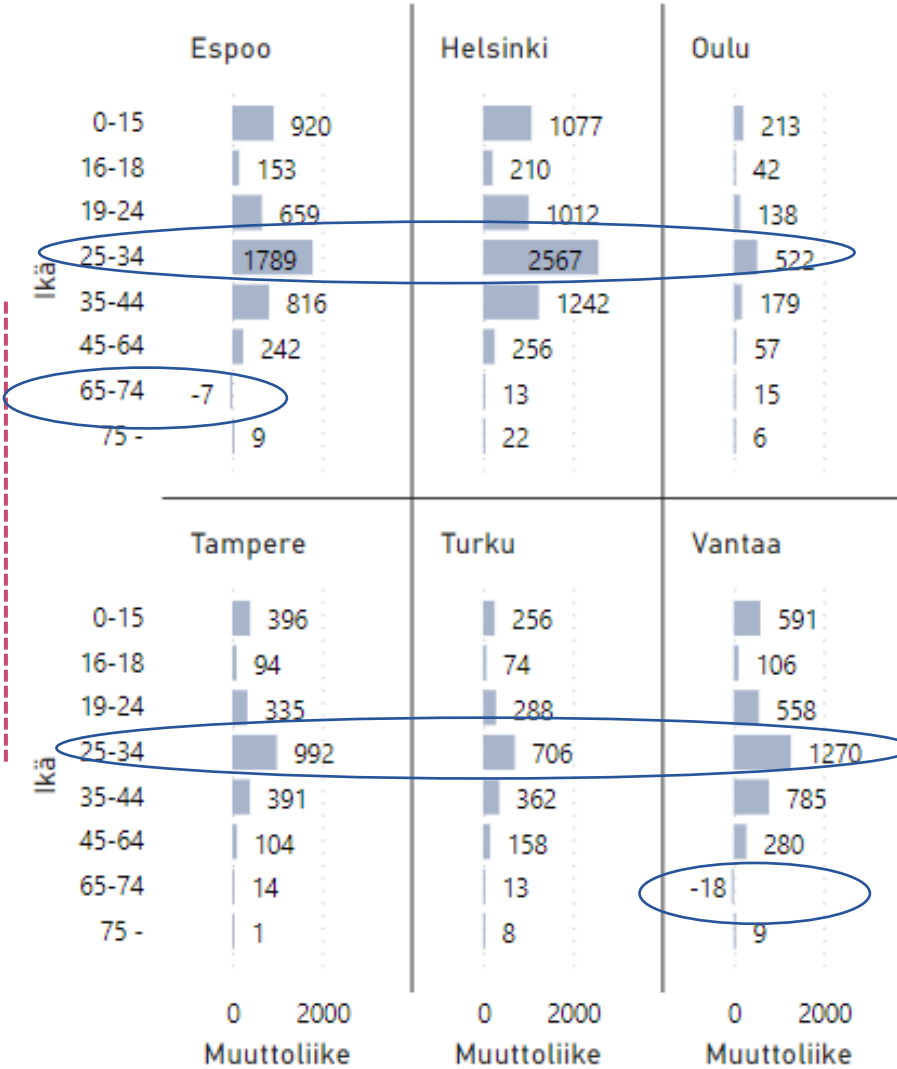 Espoo Helsinki Oulu
0-15 920 1077 213
16-18 153 210 42
19-24 659 1012 138
25-34 1789 2567 522
35-44 816 1242 179
45-64 242 256 57
65-74 -7 13 15
75 - 9 22 6
Ikä
Tampere Turku Vantaa
0-15 396 256 591
16-18 94 74 106
19-24 335 288 558
25-34 992 706 1270
35-44 391 362 785
45-64 104 158 280
65-74 14 13 -18
75 - 1 8 9
Ikä
0 2000 0 2000 0 2000
Muuttoliike Muuttoliike Muuttoliike